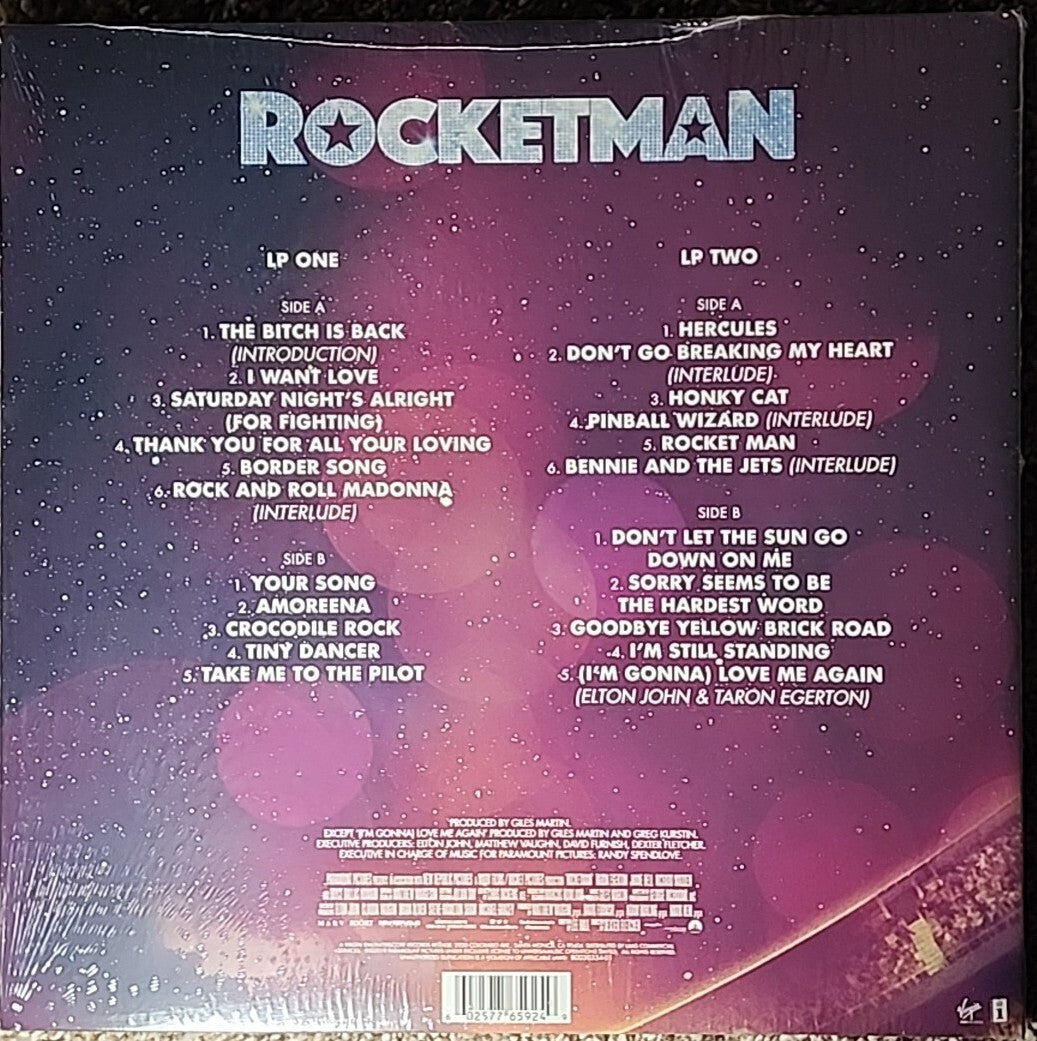 ROCKETMAN
LP ONE
SIDE A
1. THE BITCH IS BACK
(INTRODUCTION)
2. I WANT LOVE
3. SATURDAY NIGHT'S ALRIGHT
(FOR FIGHTING)
4. THANK YOU FOR ALL YOUR LOVING
5. BORDER SONG
6. ROCK AND ROLL MADONNA
(INTERLUDE)
SIDE B
1. YOUR SONG
2. AMOREENA
3. CROCODILE ROCK
4. TINY DANCER
5. TAKE ME TO THE PILOT
LP TWO
SIDE A
1. HERCULES
2. DON'T GO BREAKING MY HEART
(INTERLUDE)
3. HONKY CAT
4. PINBALL WIZARD (INTERLUDE)
5. ROCKET MAN
6. BENNIE AND THE JETS (INTERLUDE)
SIDE B
1. DON'T LET THE SUN GO
DOWN ON ME
2. SORRY SEEMS TO BE
THE HARDEST WORD
3. GOODBYE YELLOW BRICK ROAD
4. I'M STILL STANDING
5. (I'M GONNA) LOVE ME AGAIN
(ELTON JOHN & TARON EGERTON)
PRODUCED BY GILES MARTIN.
EXCEPT '(I'M GONNA) LOVE ME AGAIN' PRODUCED BY GILES MARTIN AND GREG KURSTIN.
EXECUTIVE PRODUCERS: ELTON JOHN, MATTHEW VAUGHN, DAVID FURNISH, DEXTER FLETCHER.
EXECUTIVE IN CHARGE OF MUSIC FOR PARAMOUNT PICTURES: RANDY SPENDLOVE.
6 02577 65924 9
Virgin
i